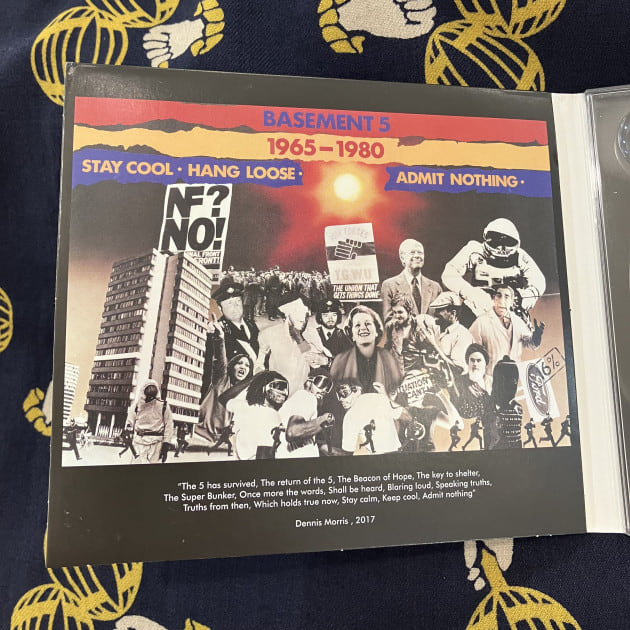 BASEMENT 5
1965–1980
STAY COOL · HANG LOOSE ·
ADMIT NOTHING ·
NF?
NO!
FRONT!
T.G.W.U
THE UNION THAT
GETS THINGS DONE
6%
Ford
"The 5 has survived, The return of the 5, The Beacon of Hope, The key to shelter,
The Super Bunker, Once more the words, Shall be heard, Blaring loud, Speaking truths,
Truths from then, Which holds true now, Stay calm, Keep cool, Admit nothing"
Dennis Morris , 2017